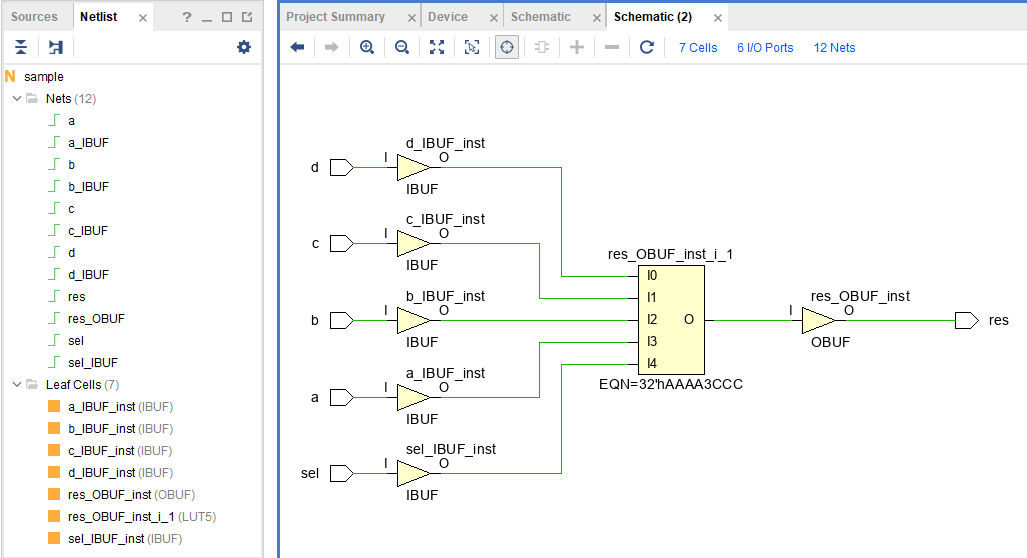 Sources
Netlist
?
Project Summary
Device
Schematic
Schematic (2)
7 Cells
6 I/O Ports
12 Nets
N sample
Nets (12)
a
a_IBUF
b
b_IBUF
c
c_IBUF
d
d_IBUF
res
res_OBUF
sel
sel_IBUF
Leaf Cells (7)
a_IBUF_inst (IBUF)
b_IBUF_inst (IBUF)
c_IBUF_inst (IBUF)
d_IBUF_inst (IBUF)
res_OBUF_inst (OBUF)
res_OBUF_inst_i_1 (LUT5)
sel_IBUF_inst (IBUF)
d_IBUF_inst
d
I
O
IBUF
c_IBUF_inst
c
I
O
IBUF
b_IBUF_inst
b
I
O
IBUF
a_IBUF_inst
a
I
O
IBUF
sel_IBUF_inst
sel
I
O
IBUF
res_OBUF_inst_i_1
I0
I1
I2
O
I3
I4
EQN=32'hAAAA3CCC
res_OBUF_inst
I
O
res
OBUF